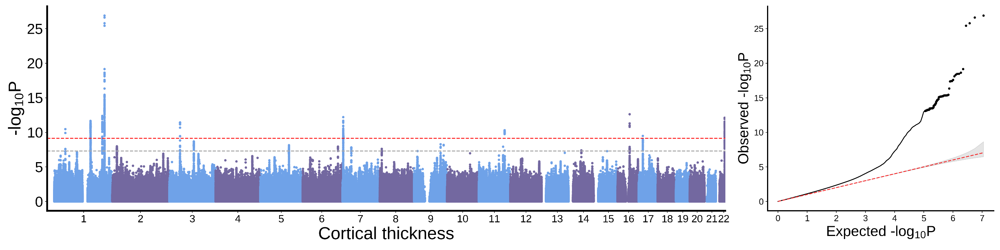 25
20
15
10
5
0
-log10P
1 2 3 4 5 6 7 8 9 10 11 12 13 14 15 16 17 18 19 20 21 22
Cortical thickness
25
20
15
10
5
0
Observed -log10P
0 1 2 3 4 5 6 7
Expected -log10P